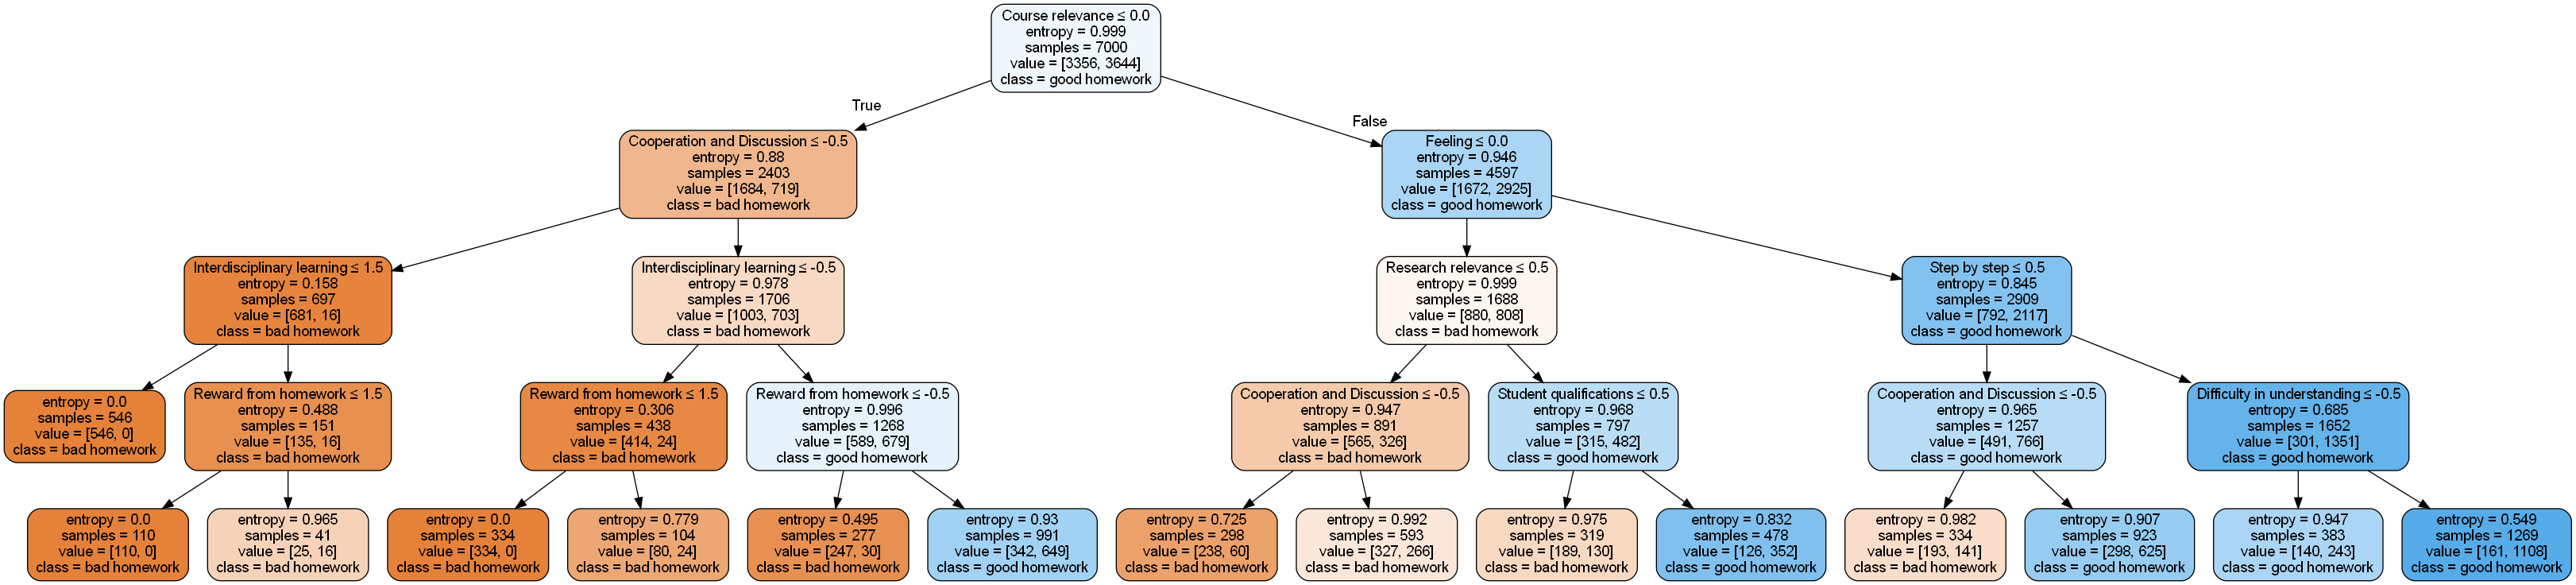 Course relevance ≤ 0.0
entropy = 0.999
samples = 7000
value = [3356, 3644]
class = good homework
True
False
Cooperation and Discussion ≤ -0.5
entropy = 0.88
samples = 2403
value = [1684, 719]
class = bad homework
Feeling ≤ 0.0
entropy = 0.946
samples = 4597
value = [1672, 2925]
class = good homework
Interdisciplinary learning ≤ 1.5
entropy = 0.158
samples = 697
value = [681, 16]
class = bad homework
Interdisciplinary learning ≤ -0.5
entropy = 0.978
samples = 1706
value = [1003, 703]
class = bad homework
Research relevance ≤ 0.5
entropy = 0.999
samples = 1688
value = [880, 808]
class = bad homework
Step by step ≤ 0.5
entropy = 0.845
samples = 2909
value = [792, 2117]
class = good homework
entropy = 0.0
samples = 546
value = [546, 0]
class = bad homework
Reward from homework ≤ 1.5
entropy = 0.488
samples = 151
value = [135, 16]
class = bad homework
Reward from homework ≤ 1.5
entropy = 0.306
samples = 438
value = [414, 24]
class = bad homework
Reward from homework ≤ -0.5
entropy = 0.996
samples = 1268
value = [589, 679]
class = good homework
Cooperation and Discussion ≤ -0.5
entropy = 0.947
samples = 891
value = [565, 326]
class = bad homework
Student qualifications ≤ 0.5
entropy = 0.968
samples = 797
value = [315, 482]
class = good homework
Cooperation and Discussion ≤ -0.5
entropy = 0.965
samples = 1257
value = [491, 766]
class = good homework
Difficulty in understanding ≤ -0.5
entropy = 0.685
samples = 1652
value = [301, 1351]
class = good homework
entropy = 0.0
samples = 110
value = [110, 0]
class = bad homework
entropy = 0.965
samples = 41
value = [25, 16]
class = bad homework
entropy = 0.0
samples = 334
value = [334, 0]
class = bad homework
entropy = 0.779
samples = 104
value = [80, 24]
class = bad homework
entropy = 0.495
samples = 277
value = [247, 30]
class = bad homework
entropy = 0.93
samples = 991
value = [342, 649]
class = good homework
entropy = 0.725
samples = 298
value = [238, 60]
class = bad homework
entropy = 0.992
samples = 593
value = [327, 266]
class = bad homework
entropy = 0.975
samples = 319
value = [189, 130]
class = bad homework
entropy = 0.832
samples = 478
value = [126, 352]
class = good homework
entropy = 0.982
samples = 334
value = [193, 141]
class = bad homework
entropy = 0.907
samples = 923
value = [298, 625]
class = good homework
entropy = 0.947
samples = 383
value = [140, 243]
class = good homework
entropy = 0.549
samples = 1269
value = [161, 1108]
class = good homework